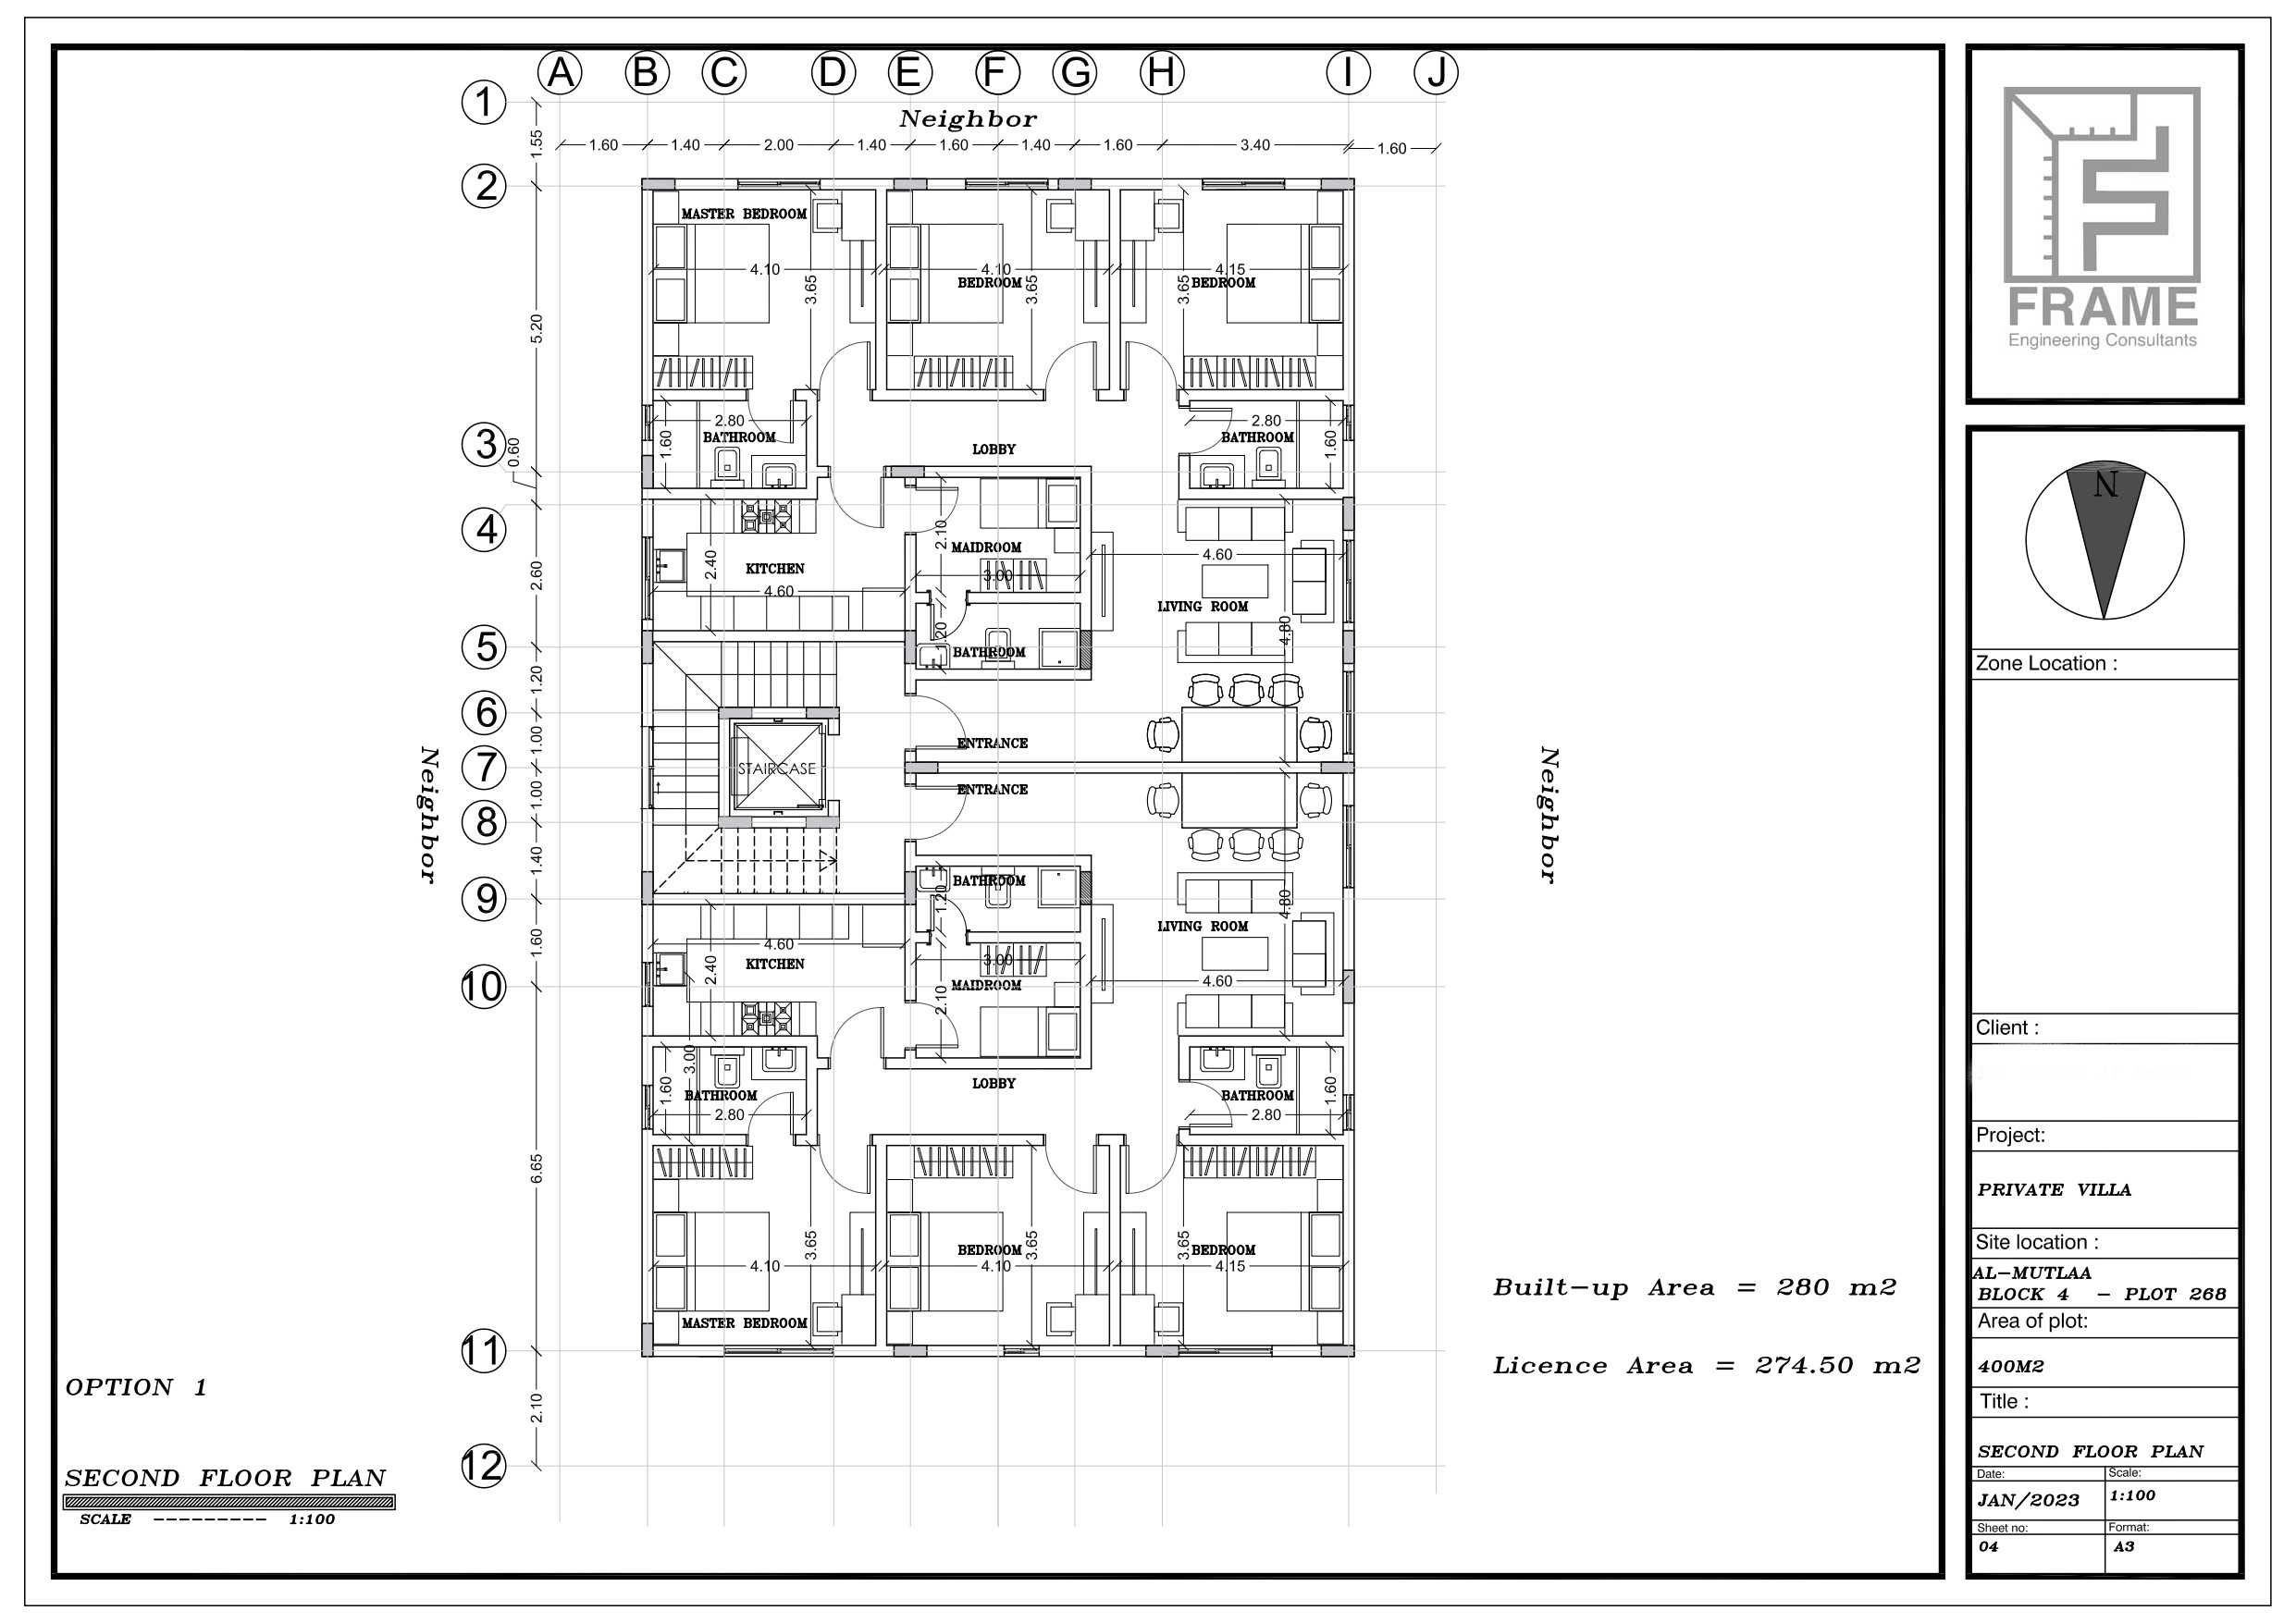 A B C D E F G H I J
1
Neighbor
1.60 1.40 2.00 1.40 1.60 1.40 1.60 3.40 1.60
1.55
2
MASTER BEDROOM
4.10 4.10 4.15
BEDROOM BEDROOM
3.65 3.65 3.65
5.20
2.80 2.80
BATHROOM BATHROOM
1.60 1.60
LOBBY
3
0.60
4
2.10
MAIDROOM
4.60
2.40
KITCHEN
3.00
2.60
4.60
LIVING ROOM
4.80
1.20
BATHROOM
5
1.20
6
1.00
ENTRANCE
7
STAIRCASE
ENTRANCE
1.00
8
1.40
BATHROOM
9
1.20
4.80
LIVING ROOM
1.60
4.60
2.40
KITCHEN
3.00
MAIDROOM
4.60
10
2.10
3.00
LOBBY
1.60 1.60
BATHROOM BATHROOM
2.80 2.80
6.65
3.65 3.65 3.65
BEDROOM BEDROOM
4.10 4.10 4.15
MASTER BEDROOM
11
2.10
12
Neighbor
Neighbor
Built-up Area = 280 m2
Licence Area = 274.50 m2
OPTION 1
SECOND FLOOR PLAN
SCALE --------- 1:100
FRAME
Engineering Consultants
N
Zone Location :
Client :
Project:
PRIVATE VILLA
Site location :
AL-MUTLAA
BLOCK 4 - PLOT 268
Area of plot:
400M2
Title :
SECOND FLOOR PLAN
Date: Scale:
JAN/2023 1:100
Sheet no: Format:
04 A3